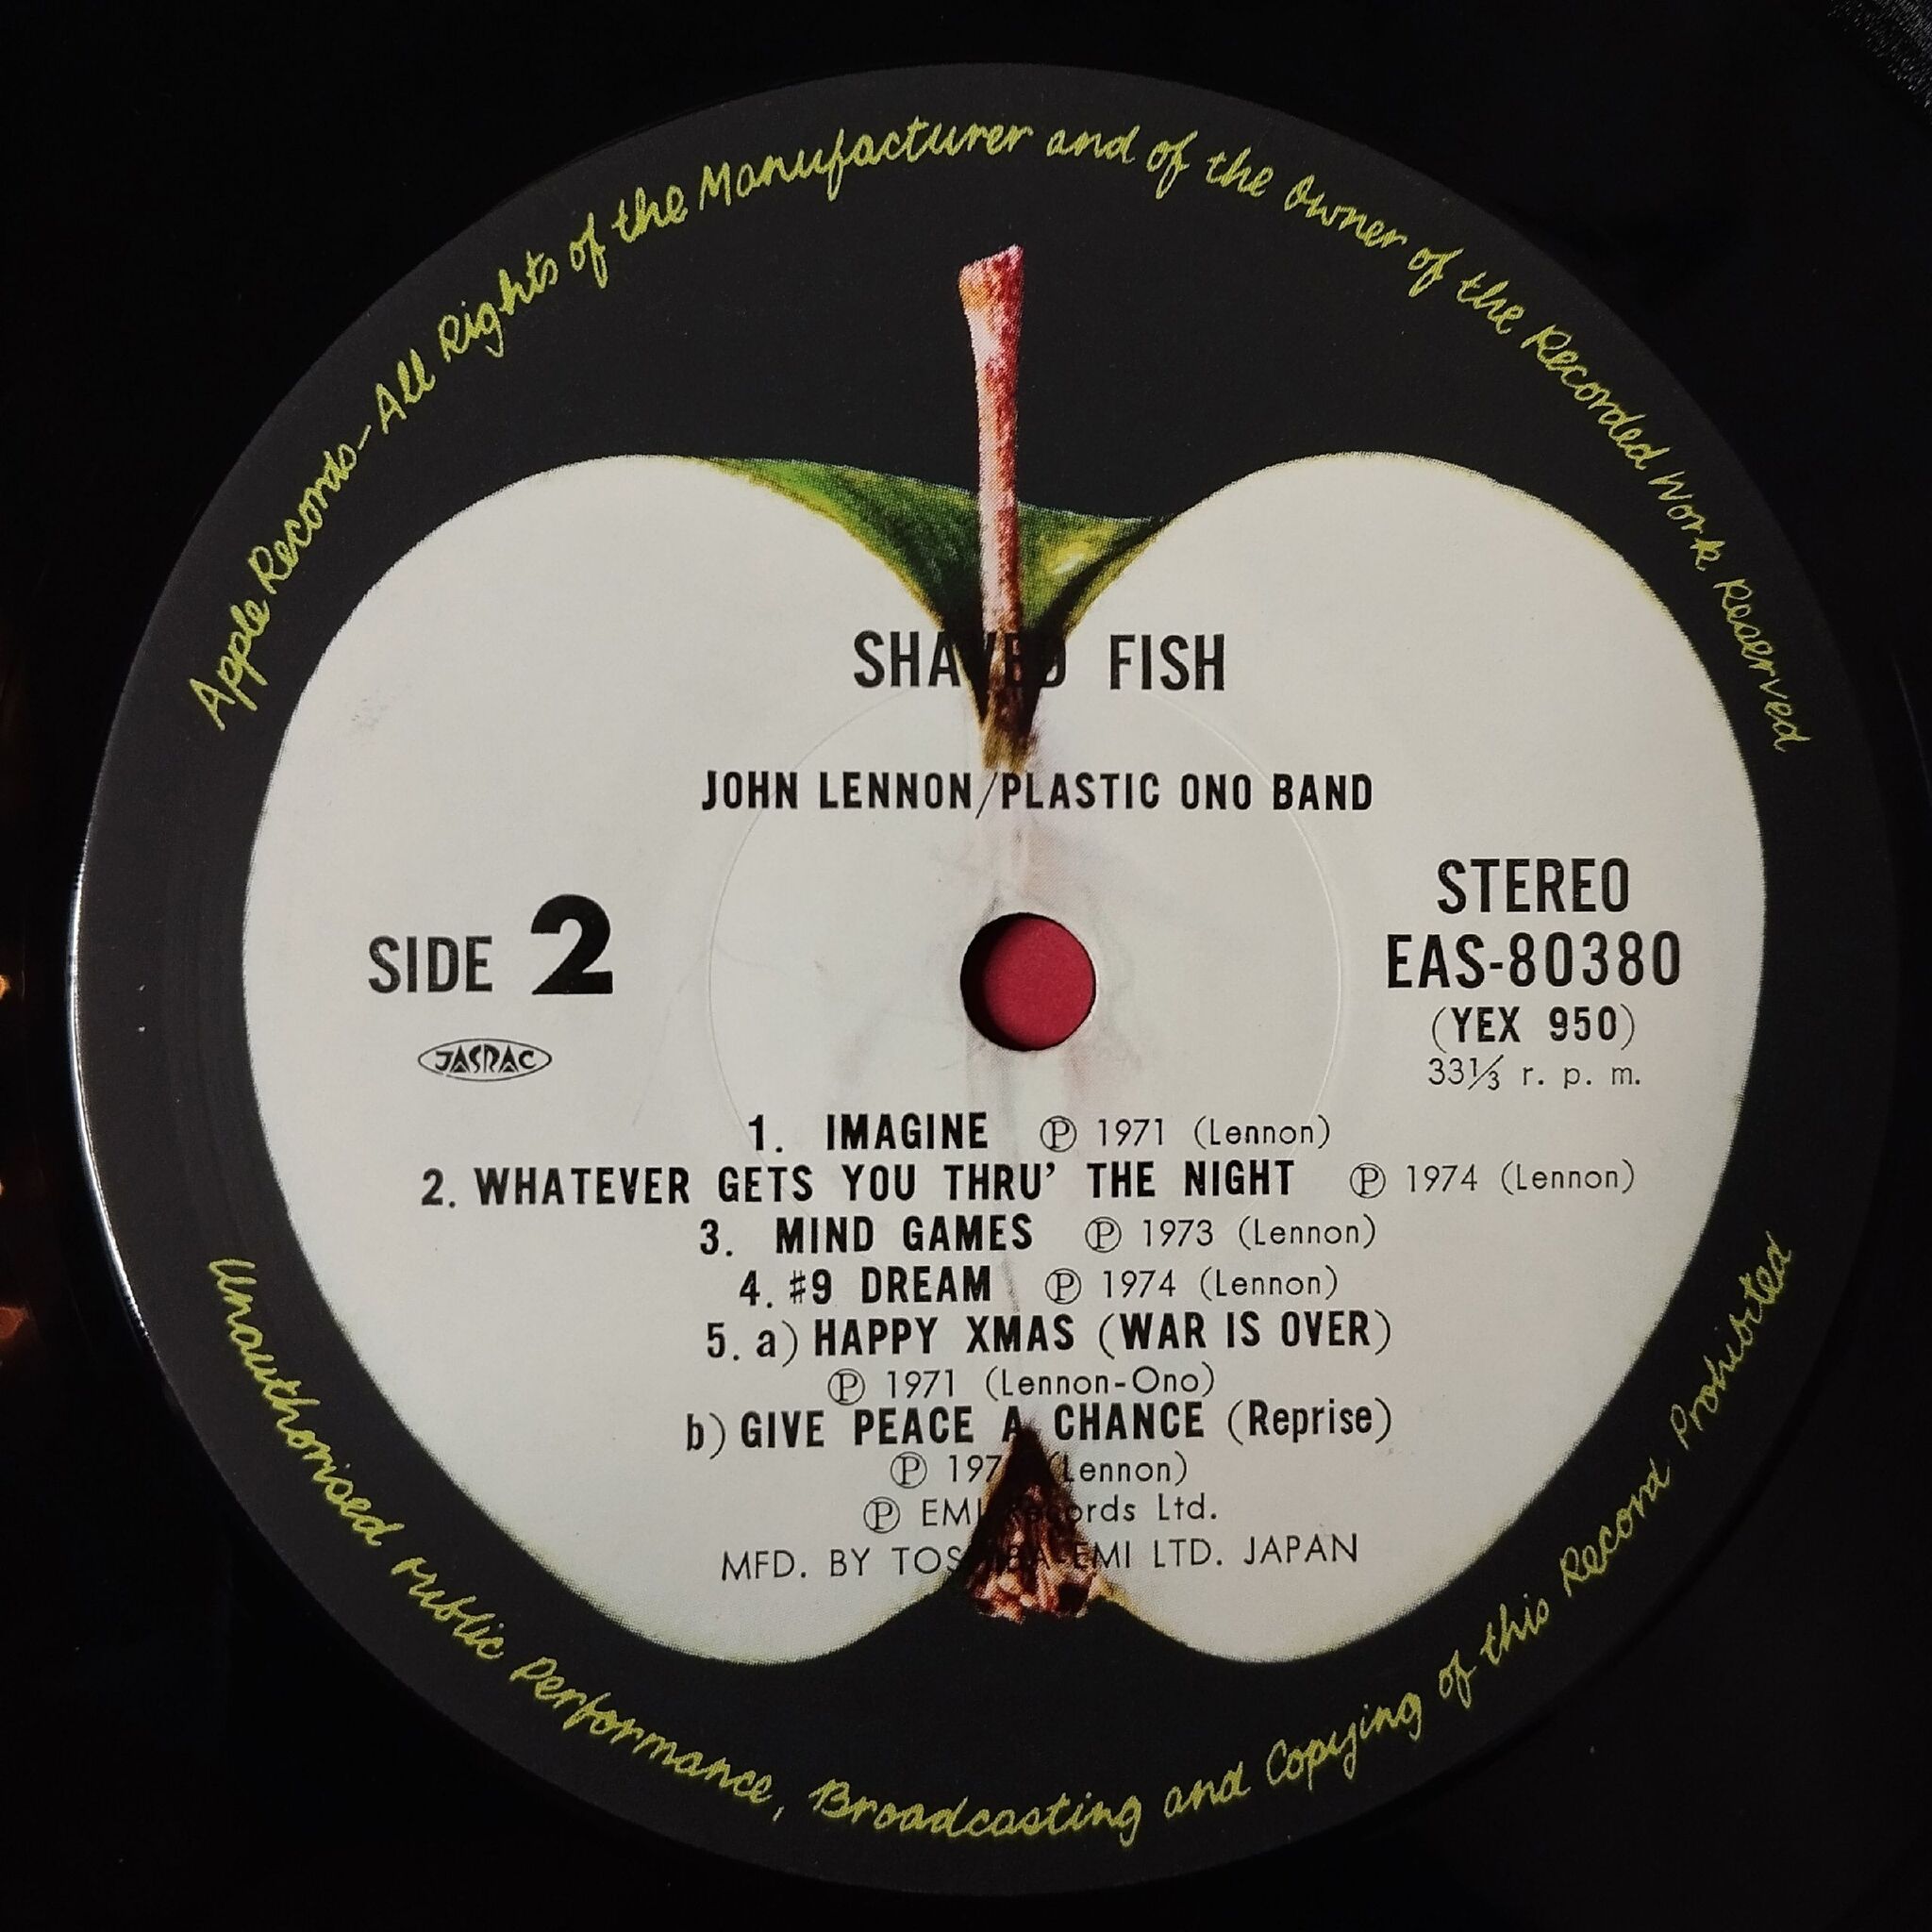 Apple Records-All Rights of the Manufacturer and of the Owner of the Recorded Work Reserved
SHAVED FISH
JOHN LENNON/PLASTIC ONO BAND
SIDE 2
JASRAC
STEREO
EAS-80380
(YEX 950)
33⅓ r. p. m.
1. IMAGINE Ⓟ 1971 (Lennon)
2. WHATEVER GETS YOU THRU' THE NIGHT Ⓟ 1974 (Lennon)
3. MIND GAMES Ⓟ 1973 (Lennon)
4. #9 DREAM Ⓟ 1974 (Lennon)
5. a) HAPPY XMAS (WAR IS OVER)
Ⓟ 1971 (Lennon-Ono)
b) GIVE PEACE A CHANCE (Reprise)
Ⓟ (Lennon)
Ⓟ EMI Records Ltd.
MFD. BY TOSHIBA-EMI LTD. JAPAN
Unauthorised Public Performance, Broadcasting and Copying of this Record Prohibited